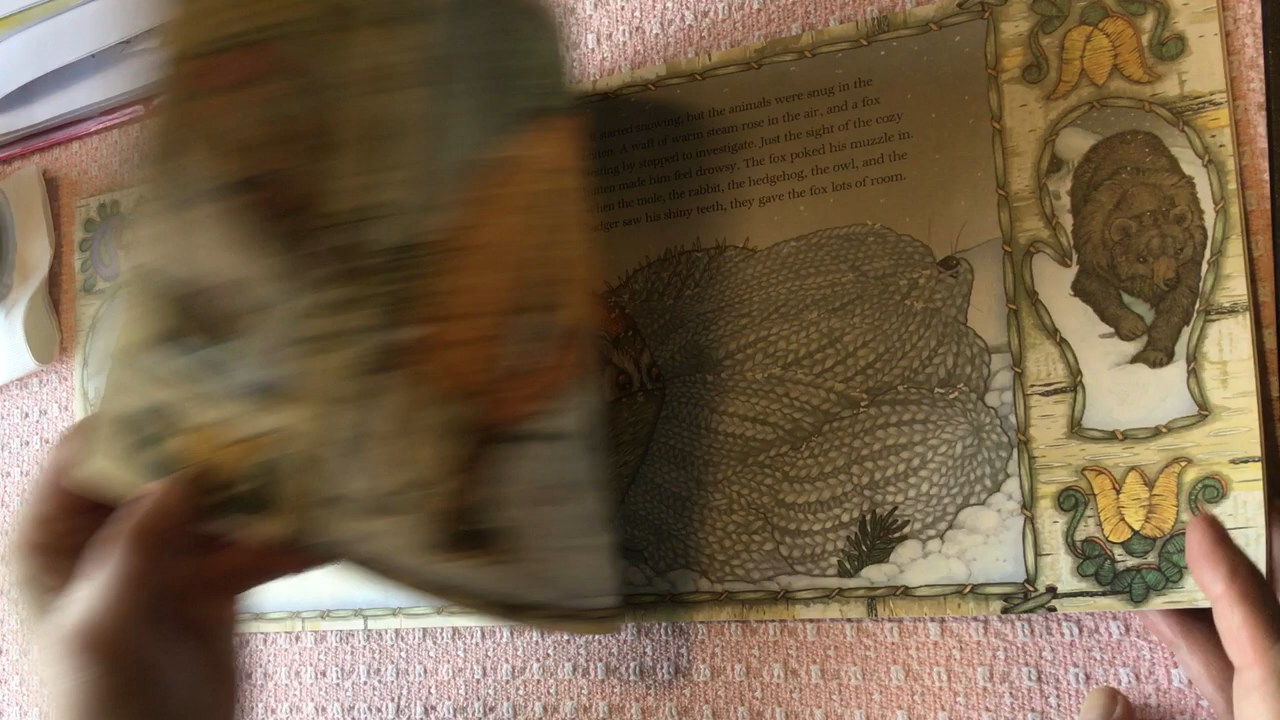 started snowing, but the animals were snug in the
A waft of warm steam rose in the air, and a fox
by stopped to investigate. Just the sight of the cozy
made him feel drowsy. The fox poked his muzzle in.
the mole, the rabbit, the hedgehog, the owl, and the
saw his shiny teeth, they gave the fox lots of room.